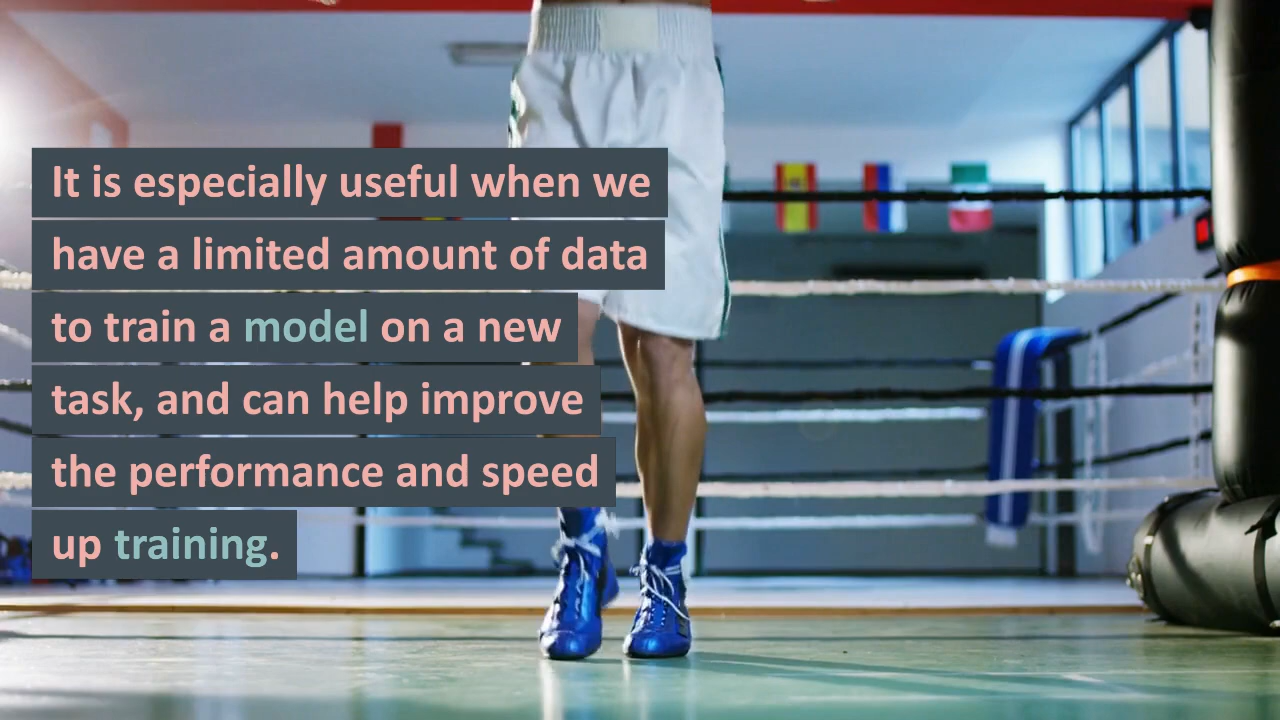 It is especially useful when we
have a limited amount of data
to train a model on a new
task, and can help improve
the performance and speed
up training.